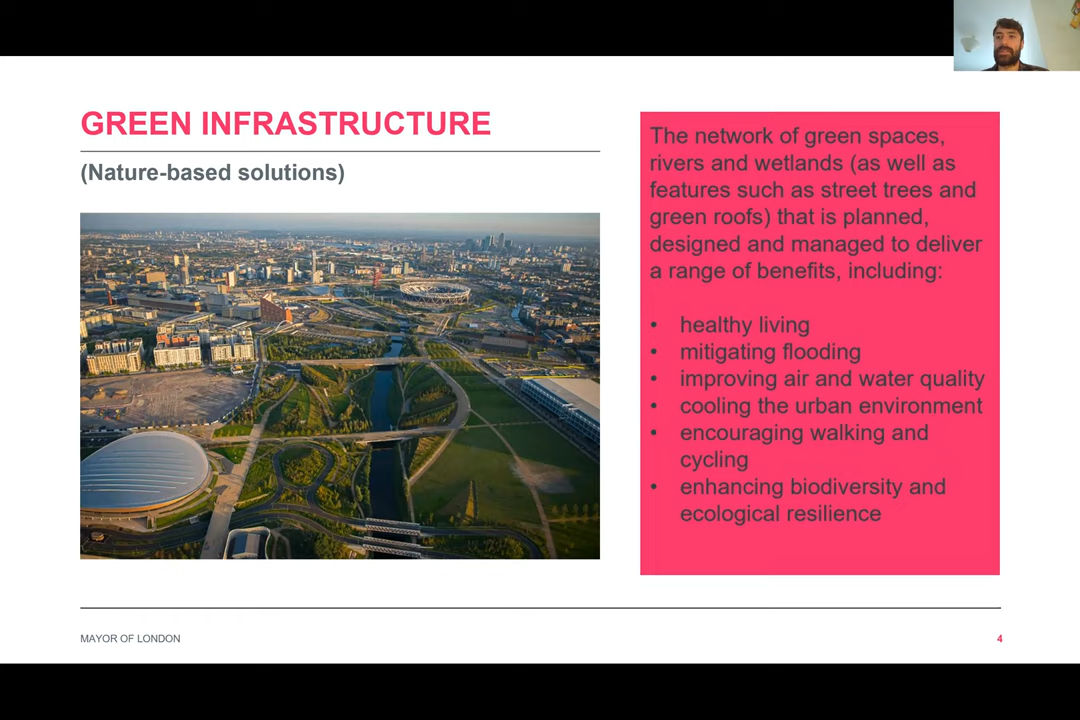 GREEN INFRASTRUCTURE
(Nature-based solutions)
The network of green spaces,
rivers and wetlands (as well as
features such as street trees and
green roofs) that is planned,
designed and managed to deliver
a range of benefits, including:
• healthy living
• mitigating flooding
• improving air and water quality
• cooling the urban environment
• encouraging walking and
cycling
• enhancing biodiversity and
ecological resilience
MAYOR OF LONDON
4